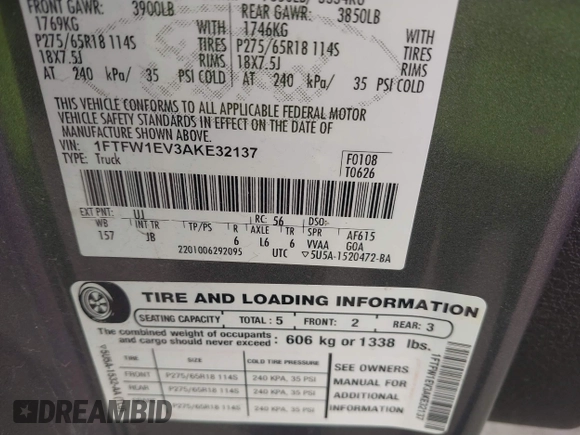 FRONT GAWR: 3900LB
REAR GAWR: 3850LB
1769KG WITH 1746KG WITH
P275/65R18 114S TIRES P275/65R18 114S TIRES
18X7.5J RIMS 18X7.5J RIMS
AT 240 kPa/ 35 PSI COLD AT 240 kPa/ 35 PSI COLD
THIS VEHICLE CONFORMS TO ALL APPLICABLE FEDERAL MOTOR
VEHICLE SAFETY STANDARDS IN EFFECT ON THE DATE OF
MANUFACTURE SHOWN ABOVE.
VIN: 1FTFW1EV3AKE32137
TYPE: Truck
F0108
T0626
EXT PNT: UJ RC: 56 DSO:
WB INT TR TP/PS R AXLE TR SPR AF615
157 JB 6 L6 6 VVAA GOA
2201006292095 UTC ▽5U5A-1520472-BA
TIRE AND LOADING INFORMATION
SEATING CAPACITY TOTAL: 5 FRONT: 2 REAR: 3
The combined weight of occupants
and cargo should never exceed: 606 kg or 1338 lbs.
TIRE SIZE COLD TIRE PRESSURE
FRONT P275/65R18 114S 240 KPA, 35 PSI
REAR P275/65R18 114S 240 KPA, 35 PSI
P275/65R18 114S 240 KPA, 35 PSI
SEE OWNERS
MANUAL FOR
ADDITIONAL
INFORMATION
1FTFW1EV3AKE32137
DREAMBID